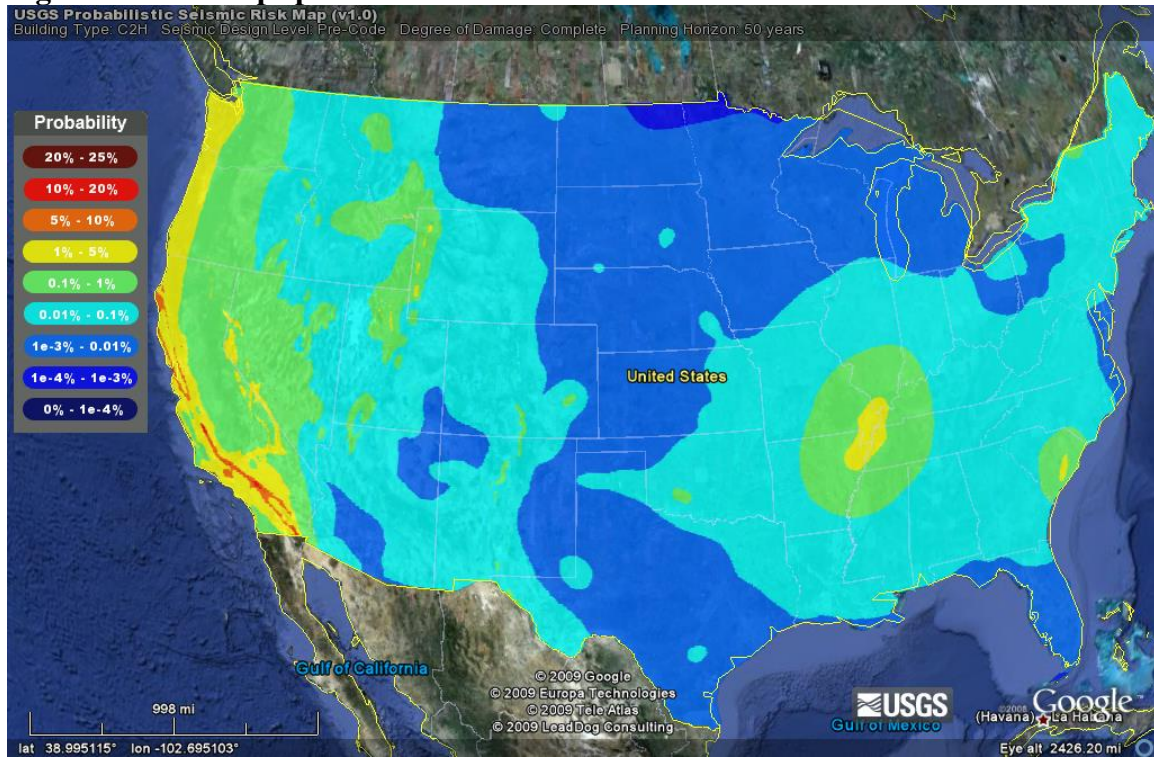 USGS Probabilistic Seismic Risk Map (v1.0)
Building Type: C2H Seismic Design Level: Pre-Code Degree of Damage: Complete Planning Horizon: 50 years
Probability
20% - 25%
10% - 20%
5% - 10%
1% - 5%
0.1% - 1%
0.01% - 0.1%
1e-3% - 0.01%
1e-4% - 1e-3%
0% - 1e-4%
United States
Gulf of California
© 2009 Google
© 2009 Europa Technologies
© 2009 Tele Atlas
© 2009 LeadDog Consulting
998 mi
USGS
Gulf of Mexico
©2008 Google
(Havana) La Habana
lat 38.995115° lon -102.695103°
Eye alt 2426.20 mi